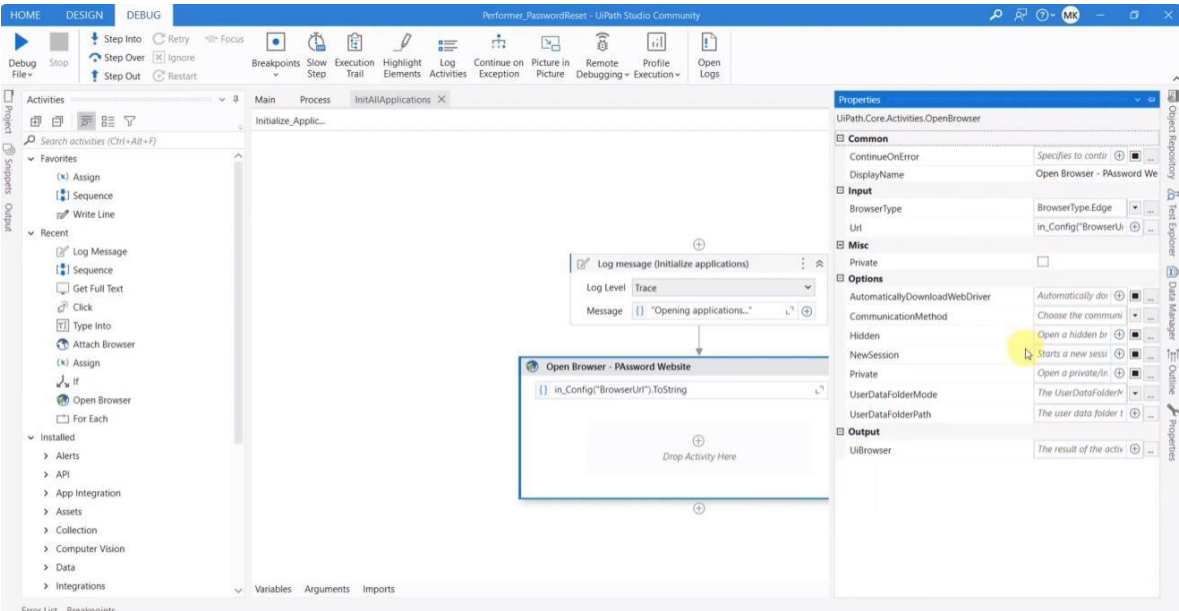 HOME DESIGN DEBUG Performer_PasswordReset - UiPath Studio Community MK
Debug File
Stop
Step Into Retry Focus
Step Over Ignore
Step Out Restart
Breakpoints
Slow Step
Execution Trail
Highlight Elements
Log Activities
Continue on Exception
Picture in Picture
Remote Debugging
Profile Execution
Open Logs
Project
Snippets
Output
Activities
Search activities (Ctrl+Alt+F)
Favorites
Assign
Sequence
Write Line
Recent
Log Message
Sequence
Get Full Text
Click
Type Into
Attach Browser
Assign
If
Open Browser
For Each
Installed
Alerts
API
App Integration
Assets
Collection
Computer Vision
Data
Integrations
Main Process InitAllApplications
Initialize_Applic...
Log message (Initialize applications)
Log Level Trace
Message "Opening applications..."
Open Browser - PAssword Website
in_Config("BrowserUrl").ToString
Drop Activity Here
Variables Arguments Imports
Properties
UiPath.Core.Activities.OpenBrowser
Common
ContinueOnError Specifies to contir
DisplayName Open Browser - PAssword We
Input
BrowserType BrowserType.Edge
Url in_Config("BrowserUr
Misc
Private
Options
AutomaticallyDownloadWebDriver Automatically do
CommunicationMethod Choose the communi
Hidden Open a hidden br
NewSession Starts a new sessi
Private Open a private/in
UserDataFolderMode The UserDataFolder
UserDataFolderPath The user data folder t
Output
UiBrowser The result of the activ
Object Repository
Test Explorer
Data Manager
Outline
Properties
Error List Breakpoints